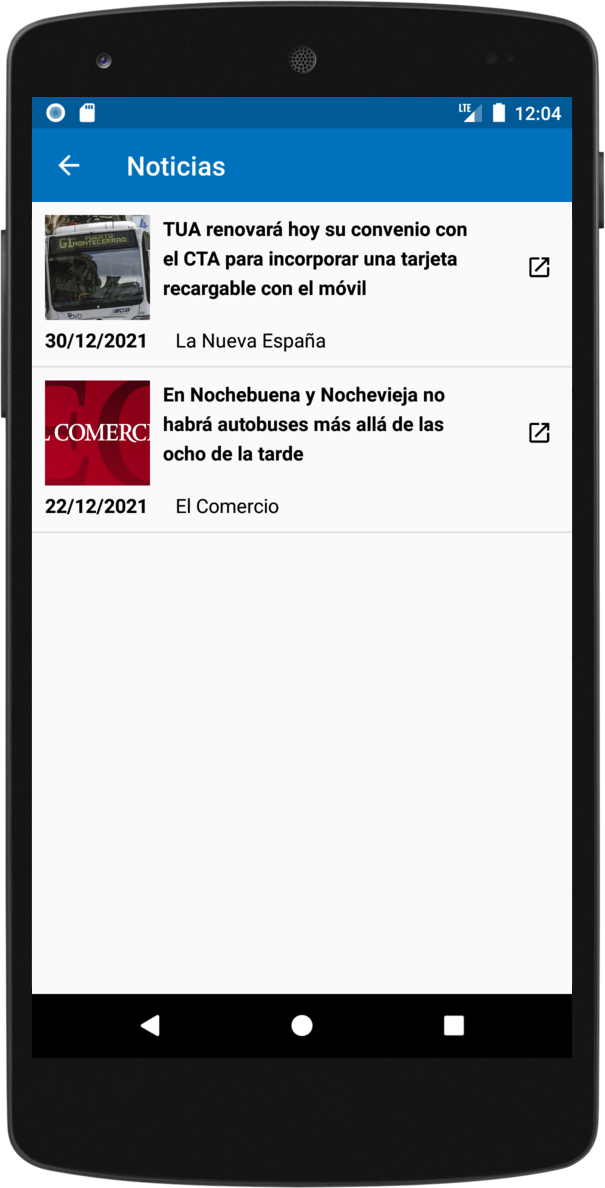 LTE 12:04
Noticias
G1 PUERTO
MONTECERRAO
TUA renovará hoy su convenio con
el CTA para incorporar una tarjeta
recargable con el móvil
30/12/2021 La Nueva España
L COMERCI
En Nochebuena y Nochevieja no
habrá autobuses más allá de las
ocho de la tarde
22/12/2021 El Comercio